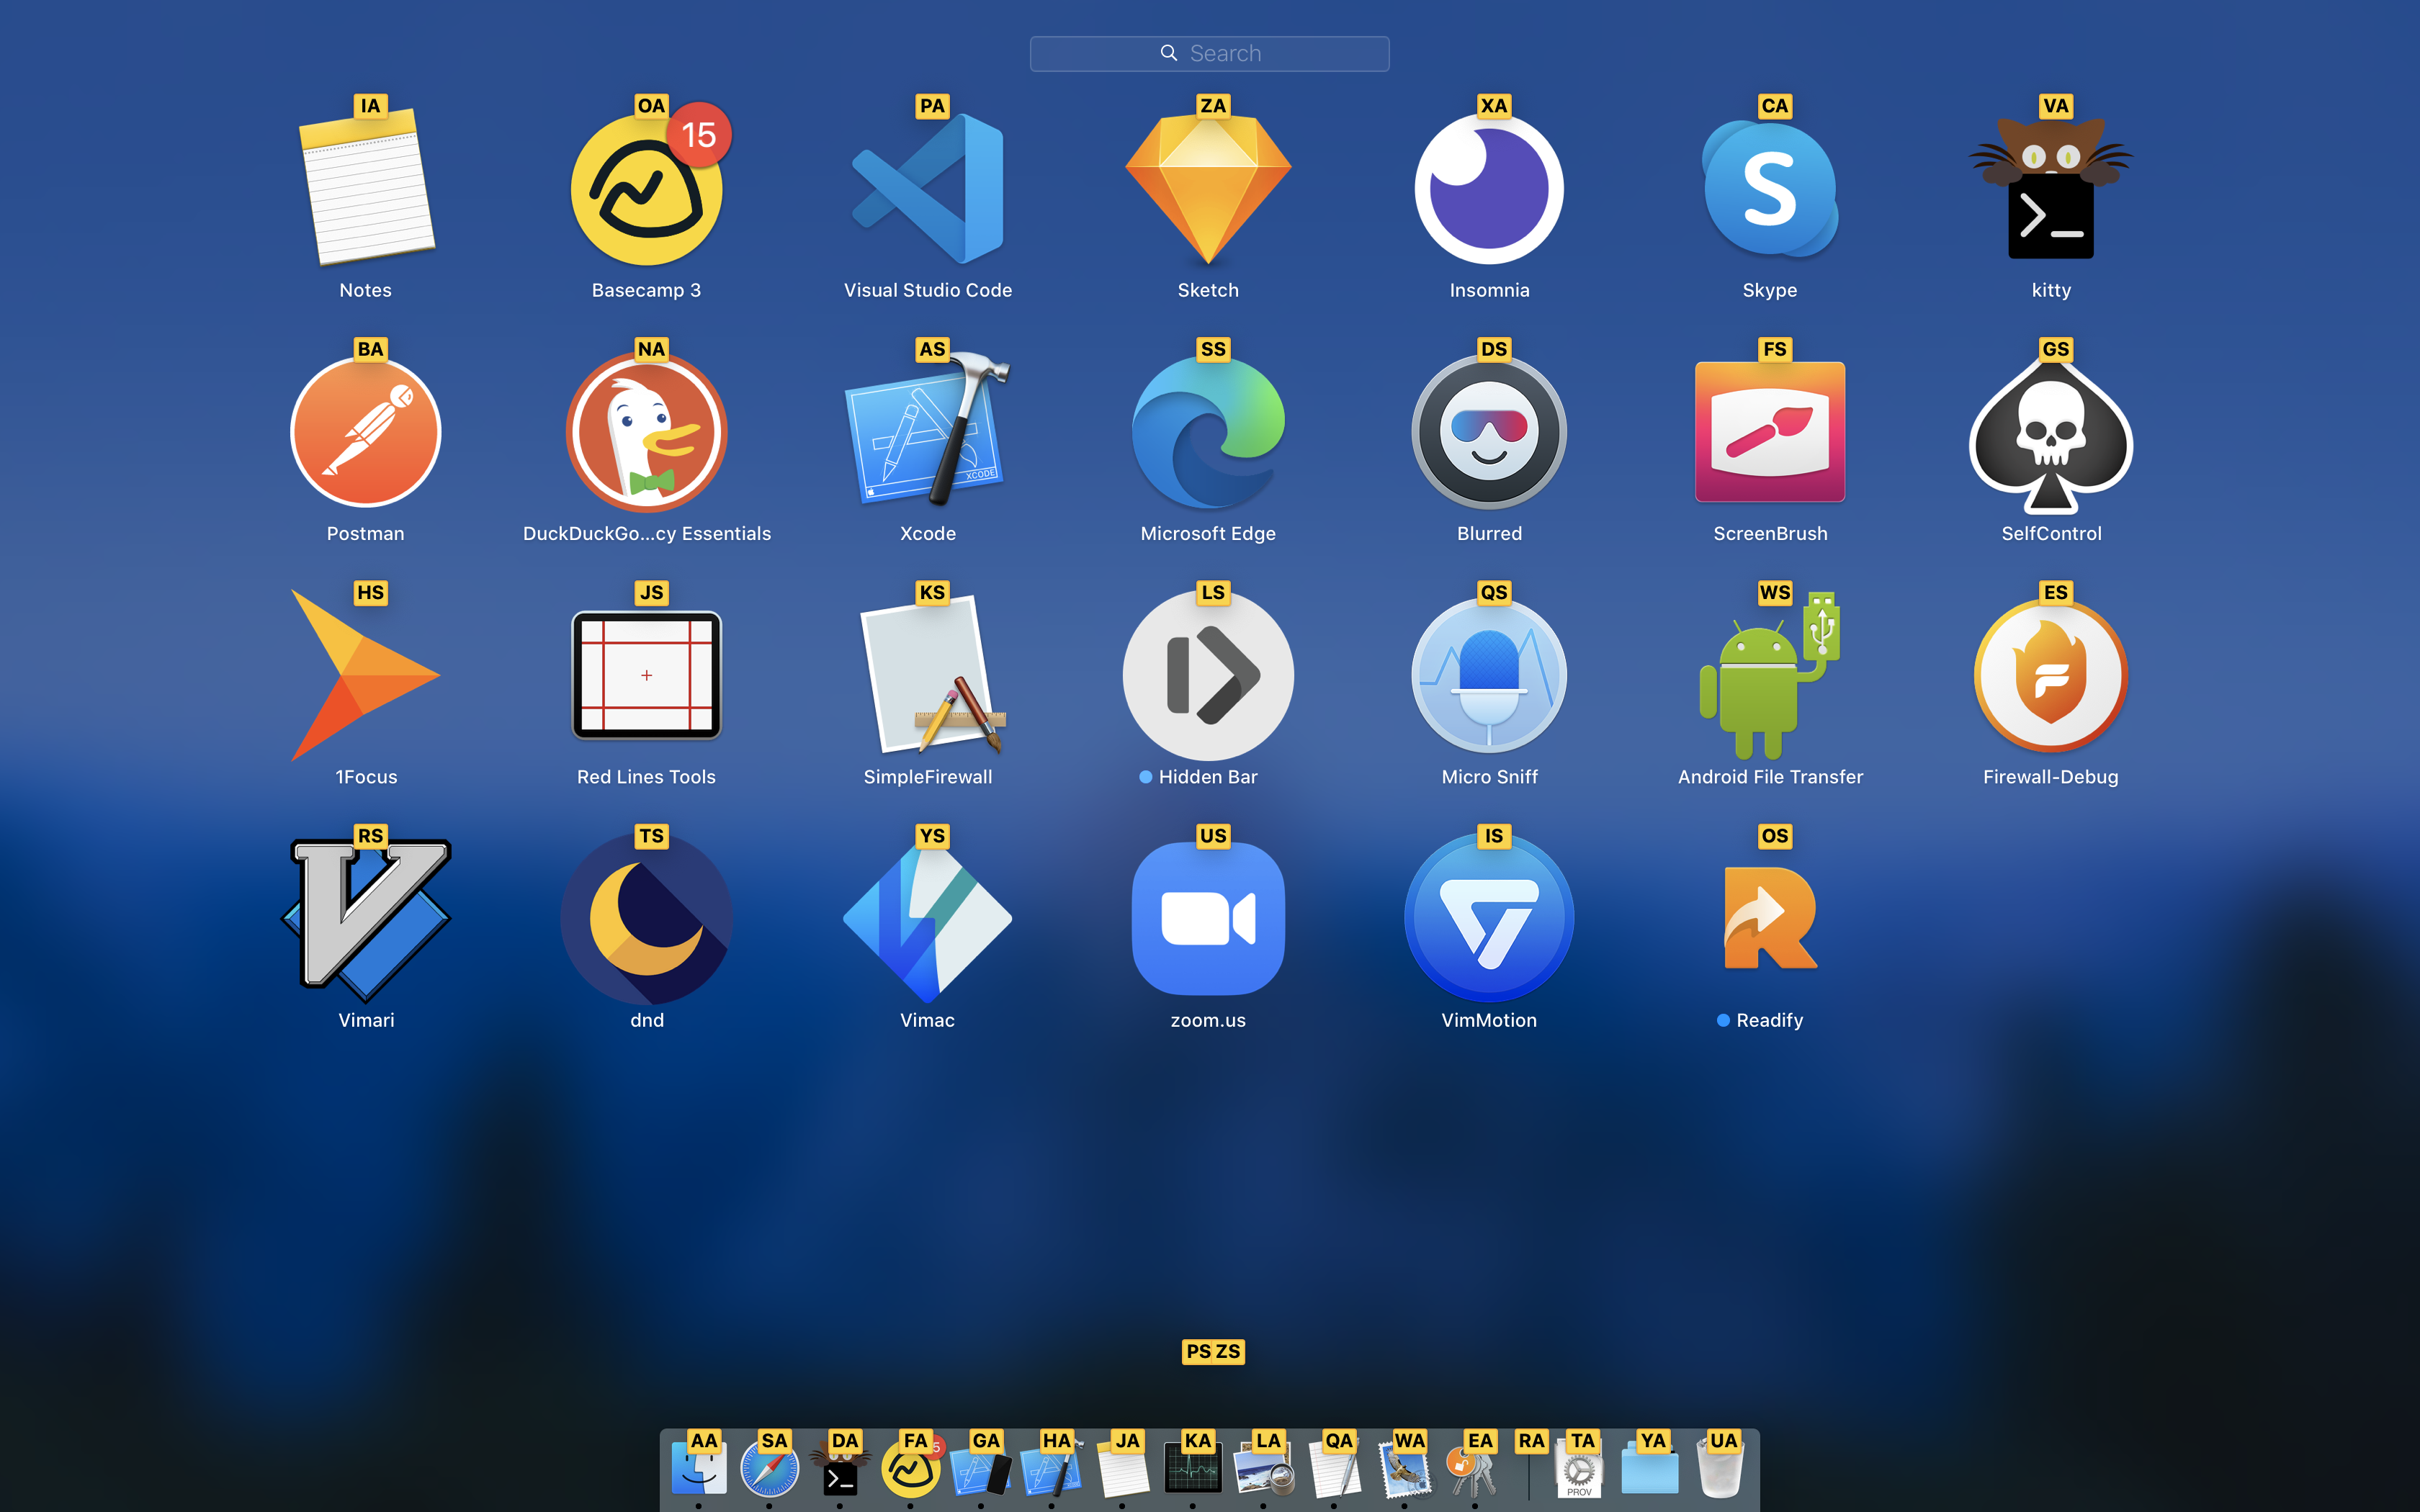 Search
IA OA PA ZA XA CA VA
15
Notes Basecamp 3 Visual Studio Code Sketch Insomnia Skype kitty
BA NA AS SS DS FS GS
XCODE
Postman DuckDuckGo...cy Essentials Xcode Microsoft Edge Blurred ScreenBrush SelfControl
HS JS KS LS QS WS ES
1Focus Red Lines Tools SimpleFirewall Hidden Bar Micro Sniff Android File Transfer Firewall-Debug
RS TS YS US IS OS
Vimari dnd Vimac zoom.us VimMotion Readify
PS ZS
AA SA DA FA GA HA JA KA LA QA WA EA RA TA YA UA
PROV